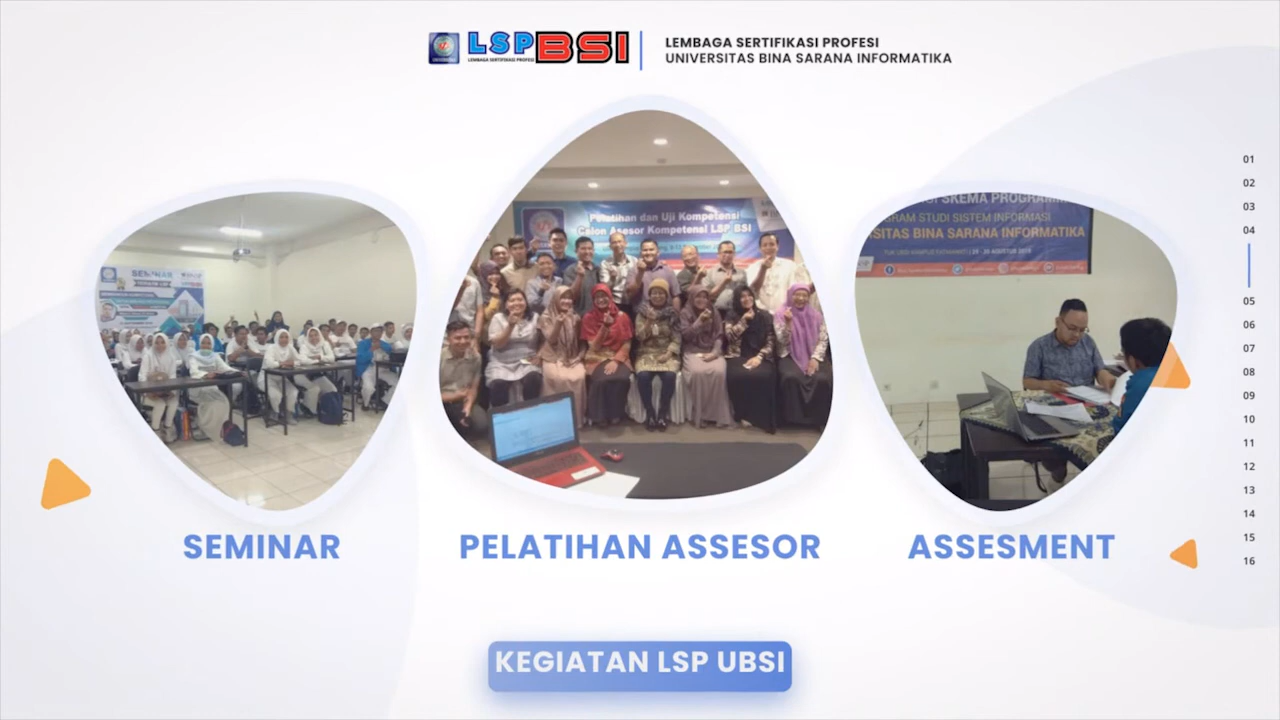 LSP BSI
LEMBAGA SERTIFIKASI PROFESI
LEMBAGA SERTIFIKASI PROFESI
UNIVERSITAS BINA SARANA INFORMATIKA
SEMINAR
Pelatihan dan Uji Kompetensi
Calon Asesor Kompetensi LSP BSI
SKEMA PROGRAMM
GRAM STUDI SISTEM INFORMASI
SITAS BINA SARANA INFORMATIKA
SEMINAR
PELATIHAN ASSESOR
ASSESMENT
KEGIATAN LSP UBSI
01
02
03
04
05
06
07
08
09
10
11
12
13
14
15
16